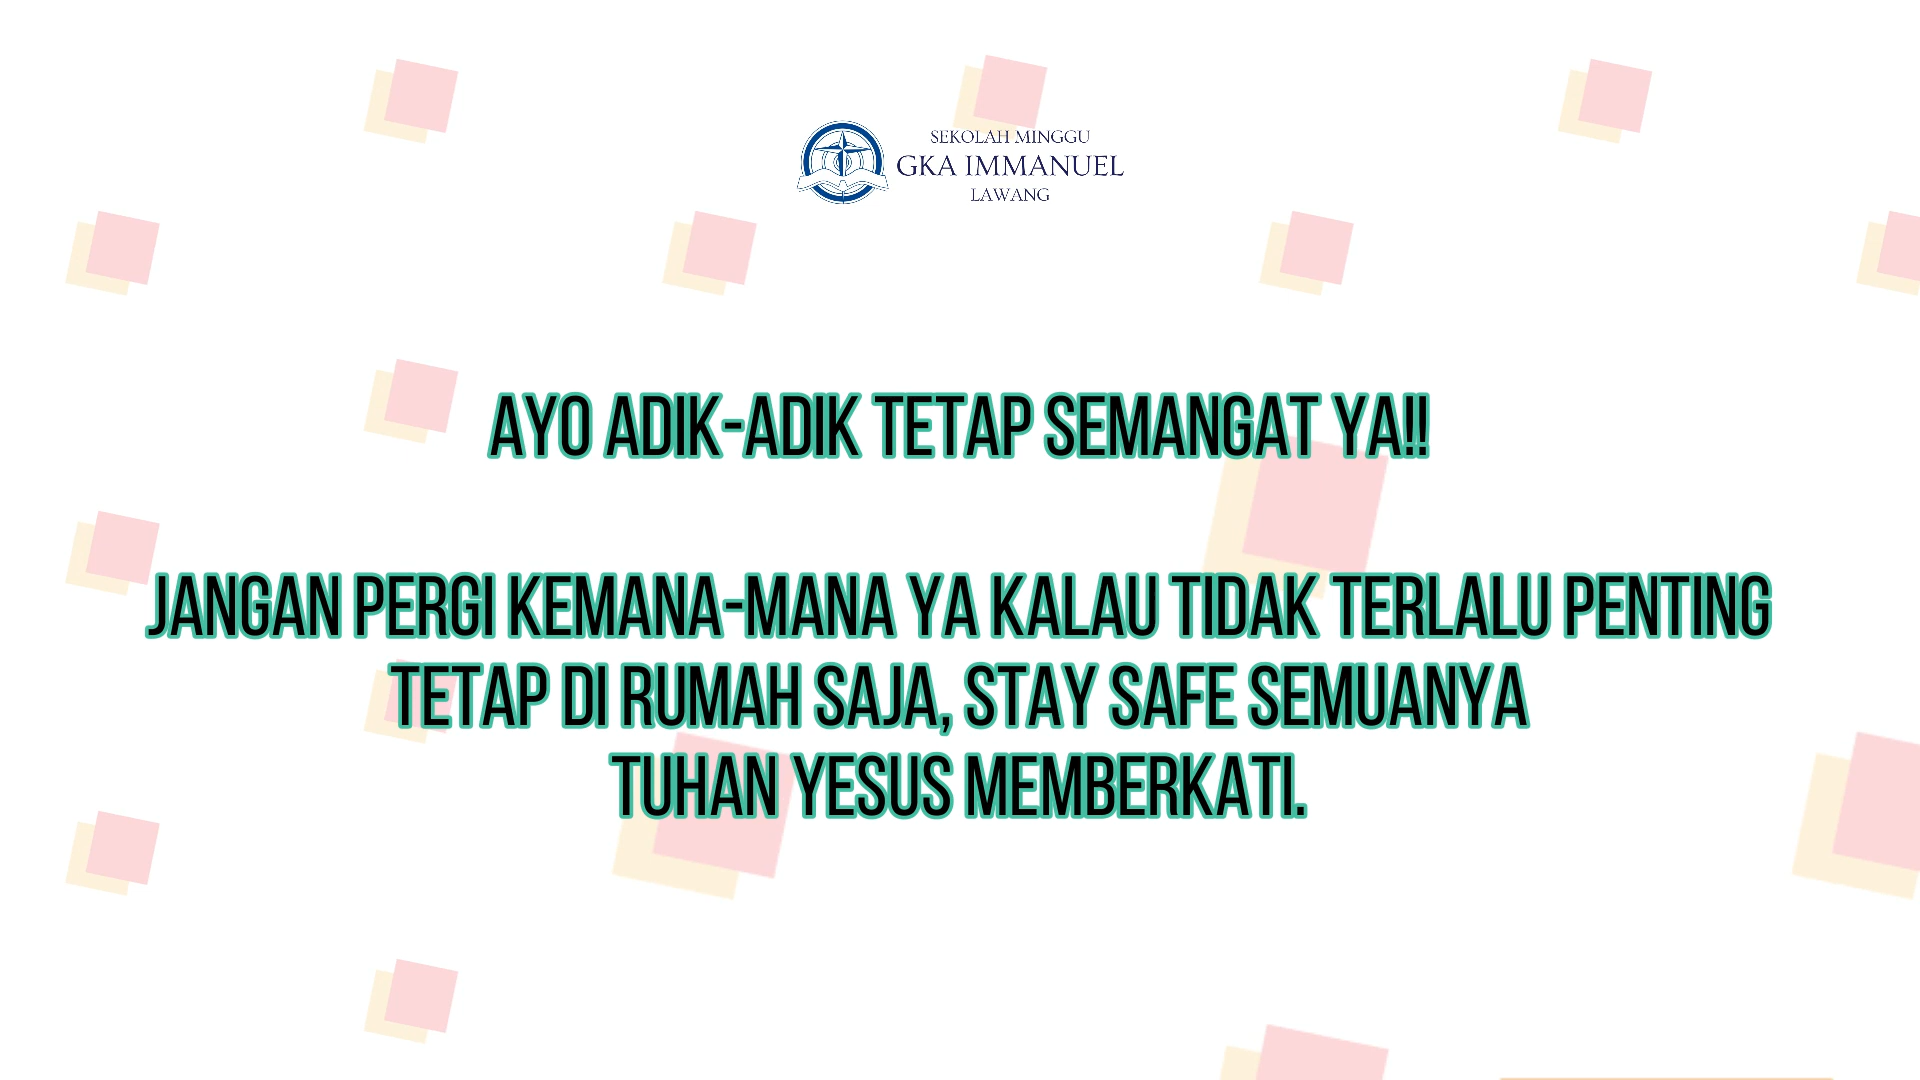 SEKOLAH MINGGU
GKA IMMANUEL
LAWANG
AYO ADIK-ADIK TETAP SEMANGAT YA!!
JANGAN PERGI KEMANA-MANA YA KALAU TIDAK TERLALU PENTING
TETAP DI RUMAH SAJA, STAY SAFE SEMUANYA
TUHAN YESUS MEMBERKATI.